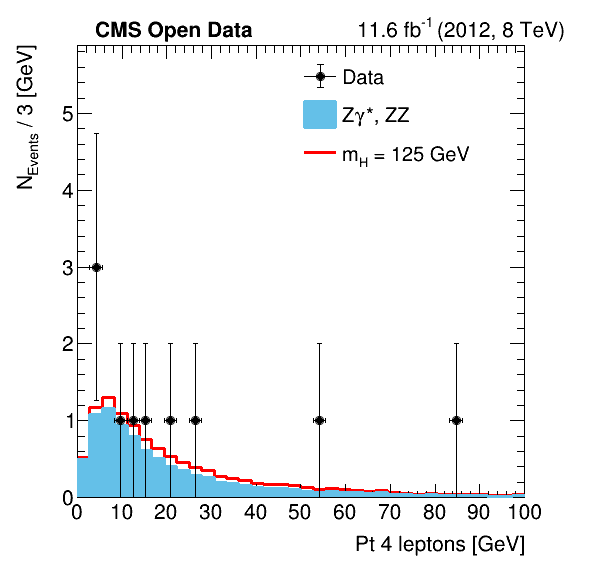 CMS Open Data 11.6 fb⁻¹ (2012, 8 TeV)
N_Events / 3 [GeV]
Data
Zγ*, ZZ
m_H = 125 GeV
5
4
3
2
1
0
0 10 20 30 40 50 60 70 80 90 100
Pt 4 leptons [GeV]